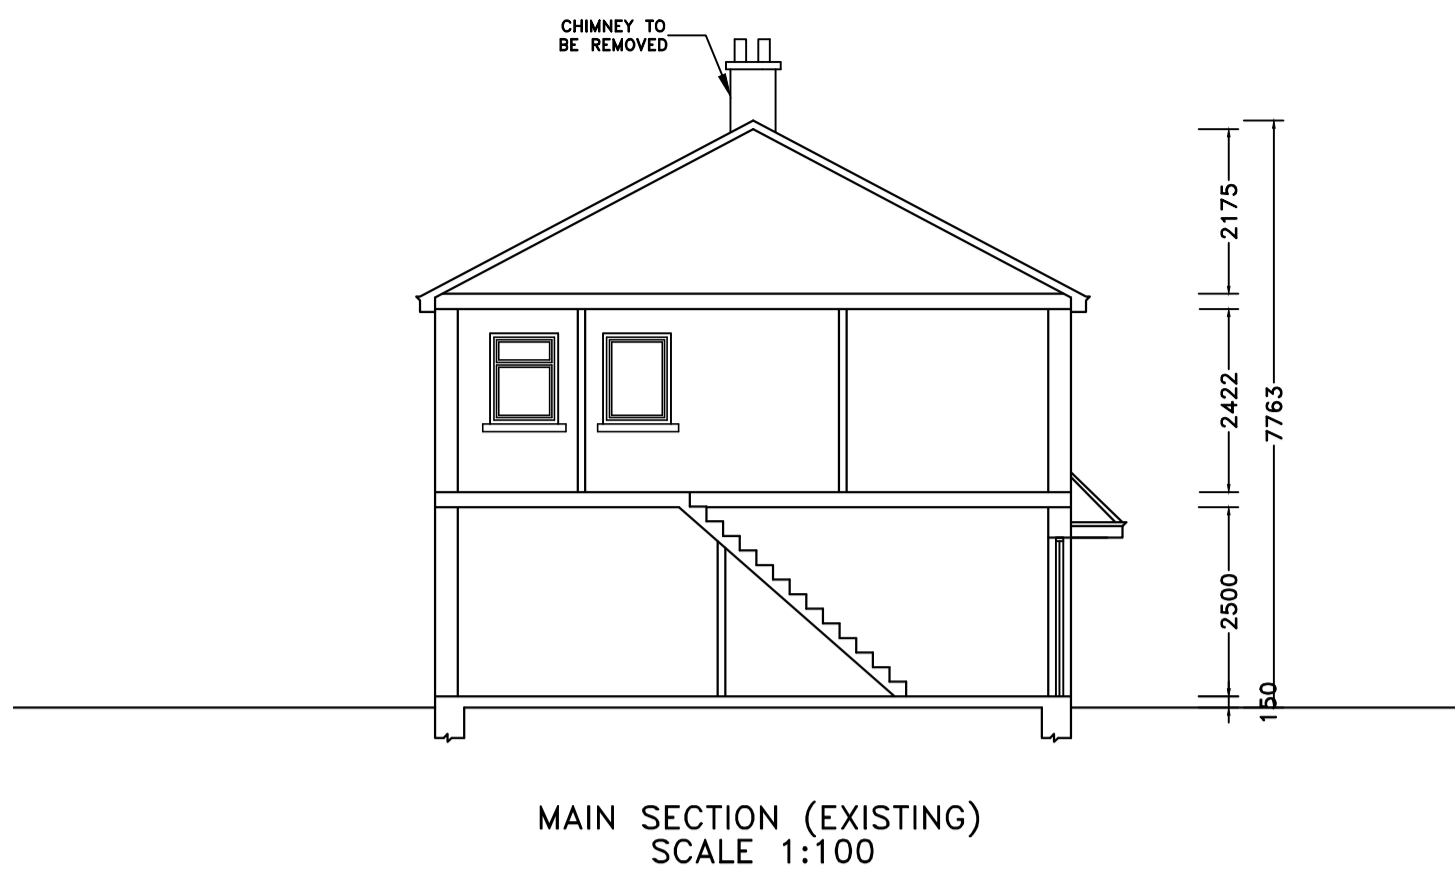 CHIMNEY TO
BE REMOVED
2175
2422
7763
2500
150
MAIN SECTION (EXISTING)
SCALE 1:100